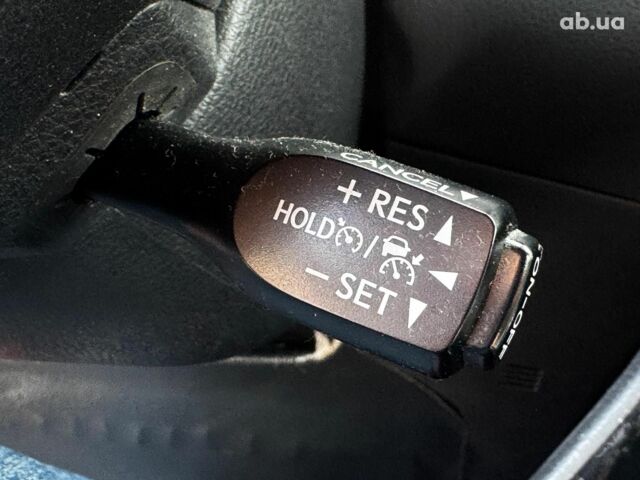 ab.ua
CANCEL
+ RES
HOLD /
- SET
ON-OFF